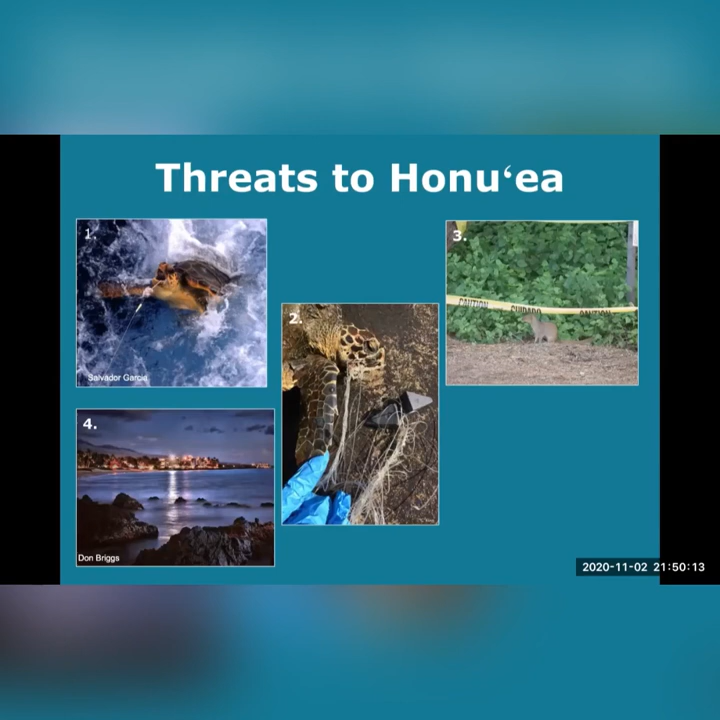 Threats to Honuʻea
1.
Salvador Garcia
2.
3.
CAUTION CUIDADO CAUTION
4.
Don Briggs
2020-11-02 21:50:13